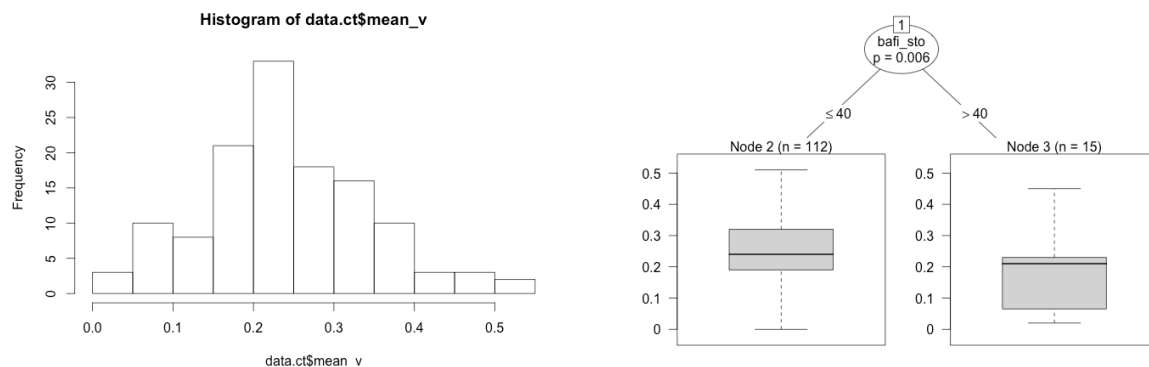 Histogram of data.ct$mean_v
Frequency
30
25
20
15
10
5
0
0.0 0.1 0.2 0.3 0.4 0.5
data.ct$mean_v
1
bafi_sto
p = 0.006
≤ 40 > 40
Node 2 (n = 112)
0.5
0.4
0.3
0.2
0.1
0
Node 3 (n = 15)
0.5
0.4
0.3
0.2
0.1
0